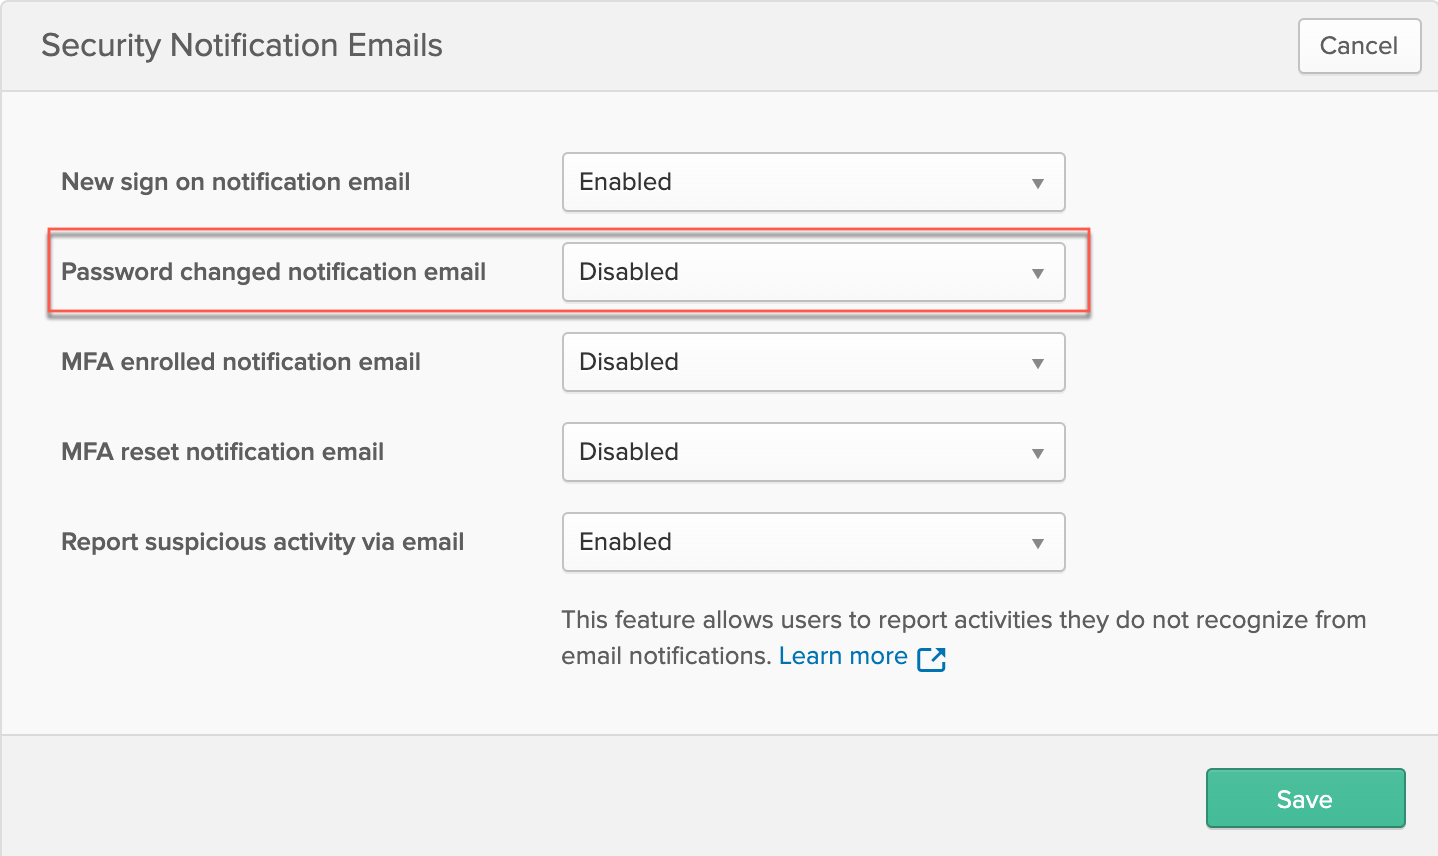 Security Notification Emails
Cancel
New sign on notification email
Enabled
Password changed notification email
Disabled
MFA enrolled notification email
Disabled
MFA reset notification email
Disabled
Report suspicious activity via email
Enabled
This feature allows users to report activities they do not recognize from
email notifications. Learn more
Save